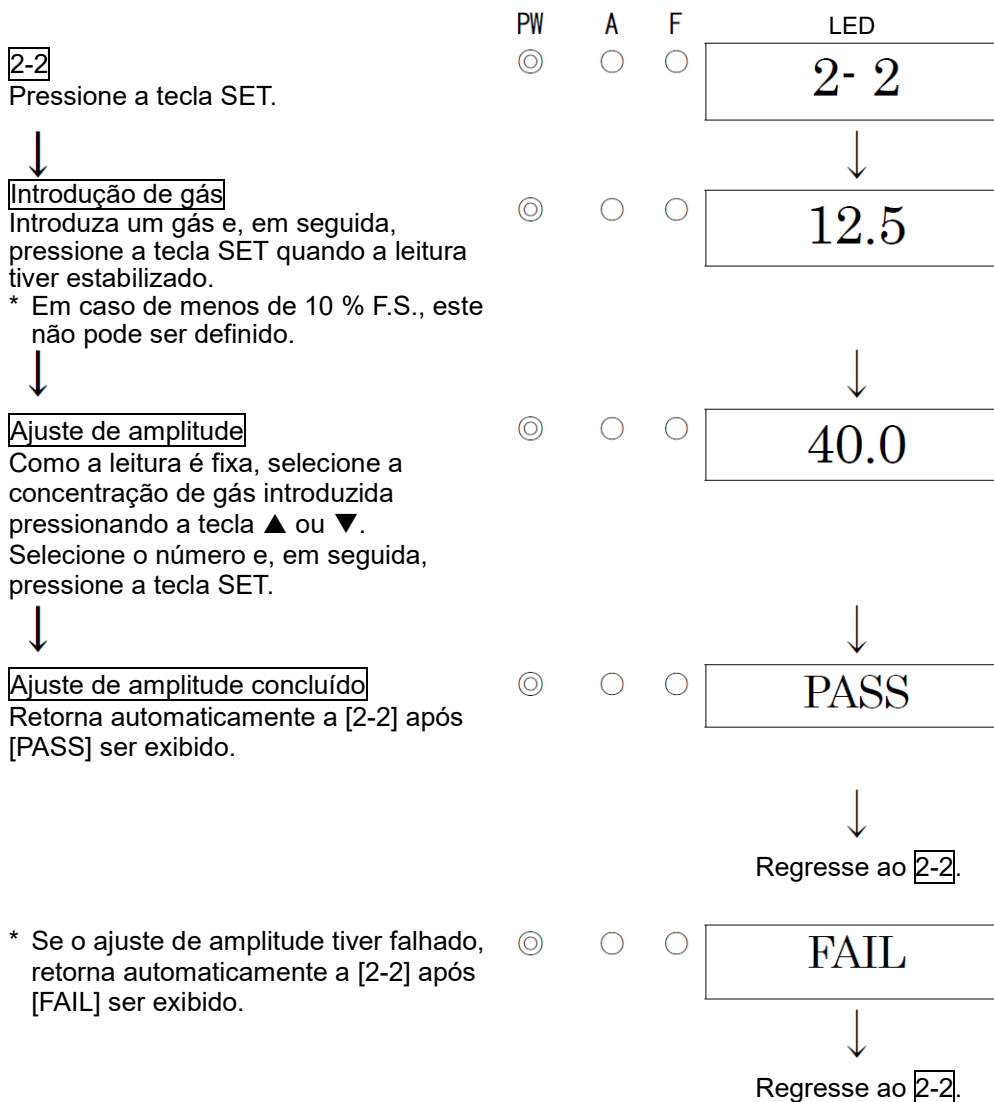 PW A F LED
2-2
2- 2
Pressione a tecla SET.
Introdução de gás
Introduza um gás e, em seguida,
pressione a tecla SET quando a leitura
tiver estabilizado.
* Em caso de menos de 10 % F.S., este
não pode ser definido.
12.5
Ajuste de amplitude
Como a leitura é fixa, selecione a
concentração de gás introduzida
pressionando a tecla ▲ ou ▼.
Selecione o número e, em seguida,
pressione a tecla SET.
40.0
Ajuste de amplitude concluído
Retorna automaticamente a [2-2] após
[PASS] ser exibido.
PASS
Regresse ao 2-2.
* Se o ajuste de amplitude tiver falhado,
retorna automaticamente a [2-2] após
[FAIL] ser exibido.
FAIL
Regresse ao 2-2.